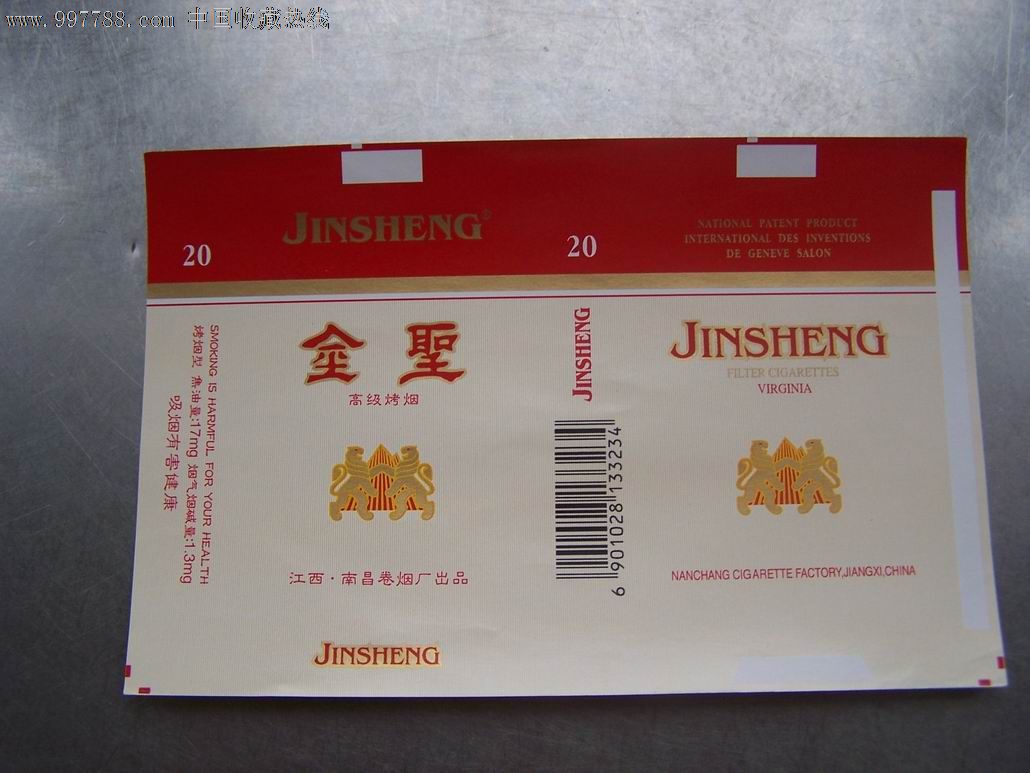 www.997788.com 中国收藏热线
JINSHENG®
20
20
NATIONAL PATENT PRODUCT
INTERNATIONAL DES INVENTIONS
DE GENEVE SALON
SMOKING IS HARMFUL FOR YOUR HEALTH
烤烟型 焦油量:17mg 烟气烟碱量:1.3mg
吸烟有害健康
金聖
高级烤烟
江西·南昌卷烟厂出品
JINSHENG
JINSHENG
6 901028 133234
JINSHENG
FILTER CIGARETTES
VIRGINIA
NANCHANG CIGARETTE FACTORY,JIANGXI,CHINA